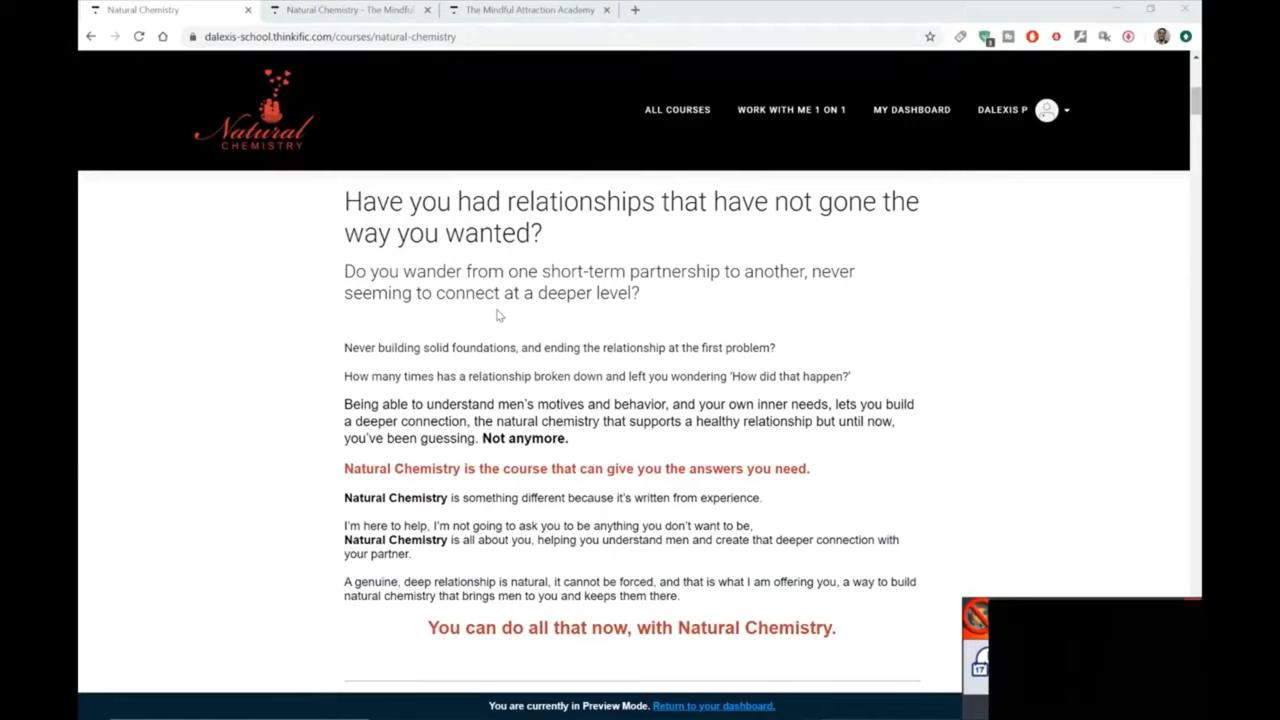 Natural Chemistry
Natural Chemistry - The Mindful
The Mindful Attraction Academy
dalexis-school.thinkific.com/courses/natural-chemistry
Natural
CHEMISTRY
ALL COURSES
WORK WITH ME 1 ON 1
MY DASHBOARD
DALEXIS P
Have you had relationships that have not gone the
way you wanted?
Do you wander from one short-term partnership to another, never
seeming to connect at a deeper level?
Never building solid foundations, and ending the relationship at the first problem?
How many times has a relationship broken down and left you wondering 'How did that happen?'
Being able to understand men's motives and behavior, and your own inner needs, lets you build
a deeper connection, the natural chemistry that supports a healthy relationship but until now,
you've been guessing. Not anymore.
Natural Chemistry is the course that can give you the answers you need.
Natural Chemistry is something different because it's written from experience.
I'm here to help, I'm not going to ask you to be anything you don't want to be,
Natural Chemistry is all about you, helping you understand men and create that deeper connection with
your partner.
A genuine, deep relationship is natural, it cannot be forced, and that is what I am offering you, a way to build
natural chemistry that brings men to you and keeps them there.
You can do all that now, with Natural Chemistry.
17
You are currently in Preview Mode. Return to your dashboard.